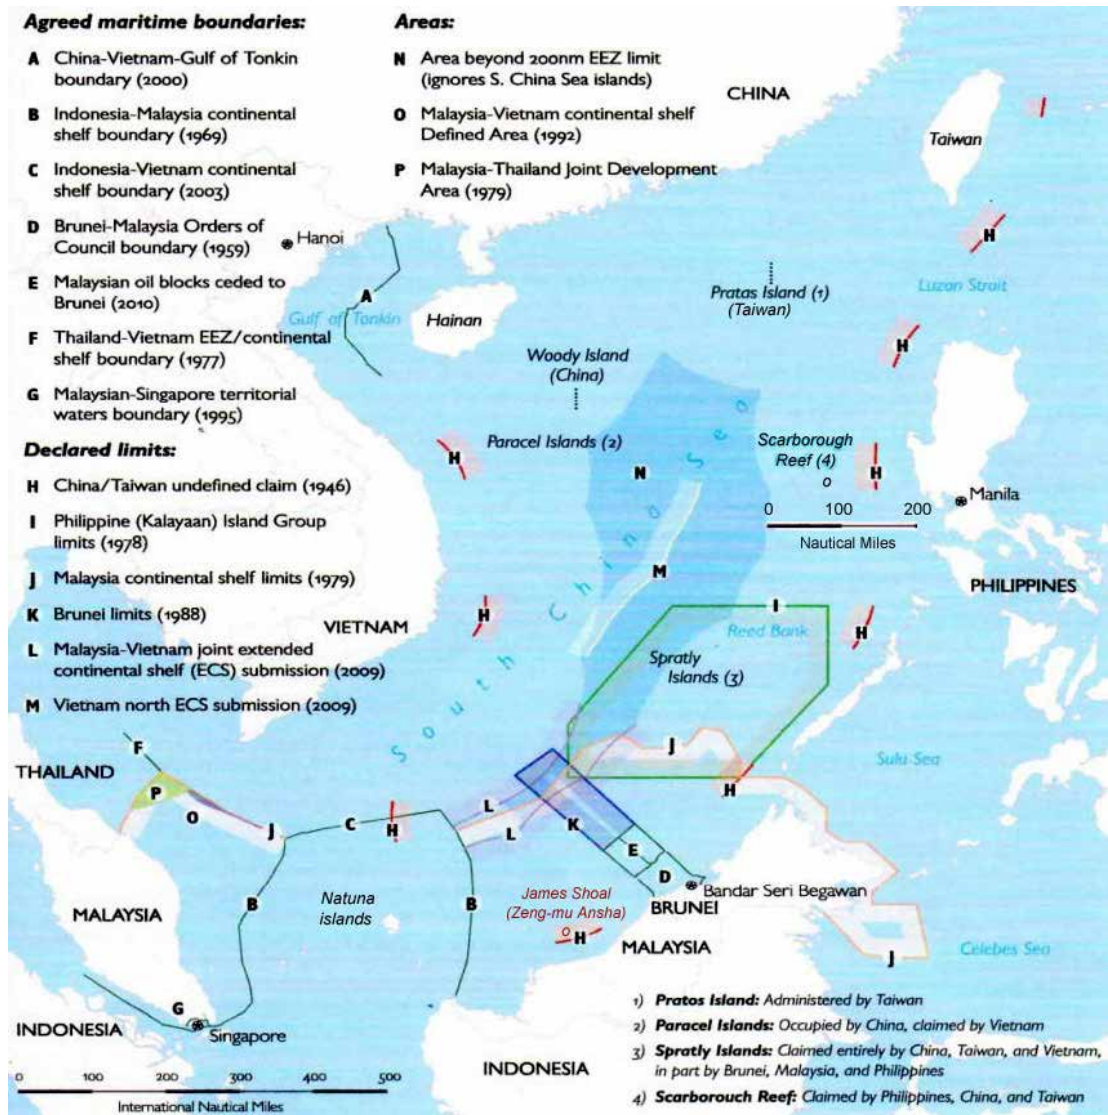 Agreed maritime boundaries:
A China-Vietnam-Gulf of Tonkin
boundary (2000)
B Indonesia-Malaysia continental
shelf boundary (1969)
C Indonesia-Vietnam continental
shelf boundary (2003)
D Brunei-Malaysia Orders of
Council boundary (1959)
E Malaysian oil blocks ceded to
Brunei (2010)
F Thailand-Vietnam EEZ/continental
shelf boundary (1977)
G Malaysian-Singapore territorial
waters boundary (1995)
Declared limits:
H China/Taiwan undefined claim (1946)
I Philippine (Kalayaan) Island Group
limits (1978)
J Malaysia continental shelf limits (1979)
K Brunei limits (1988)
L Malaysia-Vietnam joint extended
continental shelf (ECS) submission (2009)
M Vietnam north ECS submission (2009)
Areas:
N Area beyond 200nm EEZ limit
(ignores S. China Sea islands)
O Malaysia-Vietnam continental shelf
Defined Area (1992)
P Malaysia-Thailand Joint Development
Area (1979)
CHINA
Taiwan
H
Hanoi
A
Gulf of Tonkin
Hainan
Pratas Island (1)
(Taiwan)
Luzon Strait
H
Woody Island
(China)
Paracel Islands (2)
H
N
Scarborough
Reef (4)
H
Manila
0 100 200
Nautical Miles
South China Sea
M
PHILIPPINES
I
Reed Bank
H
VIETNAM
H
Spratly
Islands (3)
J
Sulu Sea
H
F
THAILAND
P
O
J
C
H
L
L
K
E
D
Bandar Seri Begawan
BRUNEI
B
Natuna
islands
B
James Shoal
(Zeng-mu Ansha)
H
MALAYSIA
MALAYSIA
J
Celebes Sea
G
Singapore
INDONESIA
INDONESIA
0 100 200 300 400 500
International Nautical Miles
1) Pratos Island: Administered by Taiwan
2) Paracel Islands: Occupied by China, claimed by Vietnam
3) Spratly Islands: Claimed entirely by China, Taiwan, and Vietnam,
in part by Brunei, Malaysia, and Philippines
4) Scarborouch Reef: Claimed by Philippines, China, and Taiwan